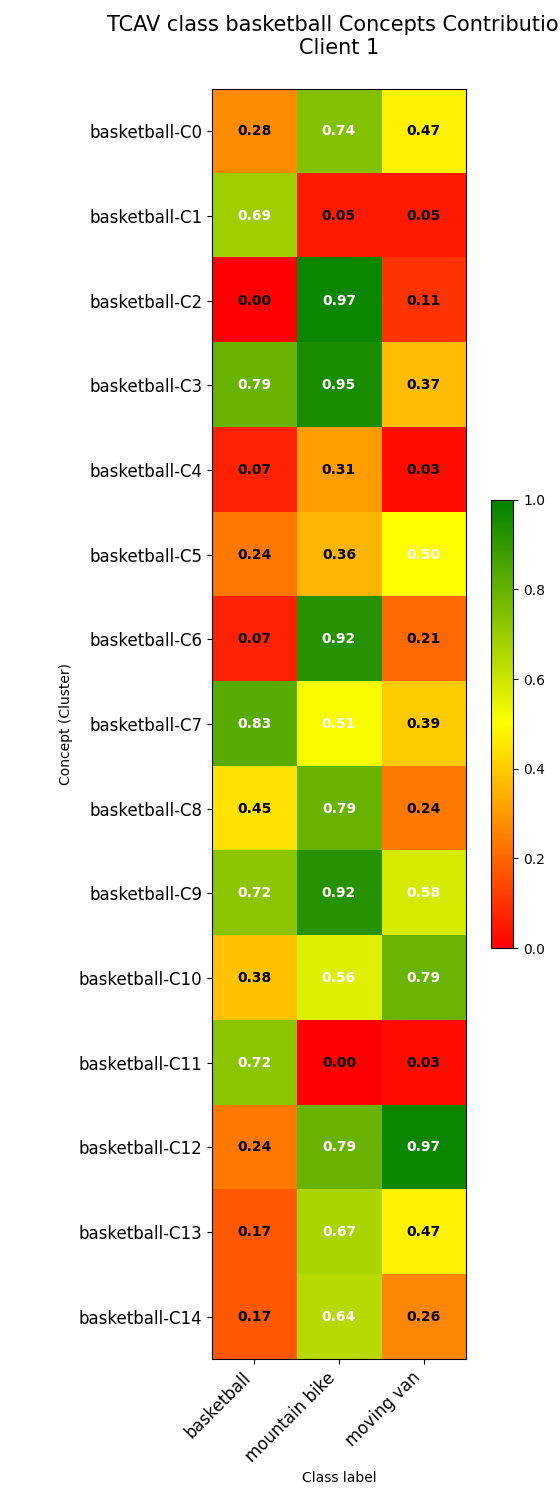 TCAV class basketball Concepts Contributio
Client 1
basketball-C0 0.28 0.74 0.47
basketball-C1 0.69 0.05 0.05
basketball-C2 0.00 0.97 0.11
basketball-C3 0.79 0.95 0.37
basketball-C4 0.07 0.31 0.03
basketball-C5 0.24 0.36 0.50
basketball-C6 0.07 0.92 0.21
basketball-C7 0.83 0.51 0.39
basketball-C8 0.45 0.79 0.24
basketball-C9 0.72 0.92 0.58
basketball-C10 0.38 0.56 0.79
basketball-C11 0.72 0.00 0.03
basketball-C12 0.24 0.79 0.97
basketball-C13 0.17 0.67 0.47
basketball-C14 0.17 0.64 0.26
Concept (Cluster)
basketball
mountain bike
moving van
Class label
1.0
0.8
0.6
0.4
0.2
0.0